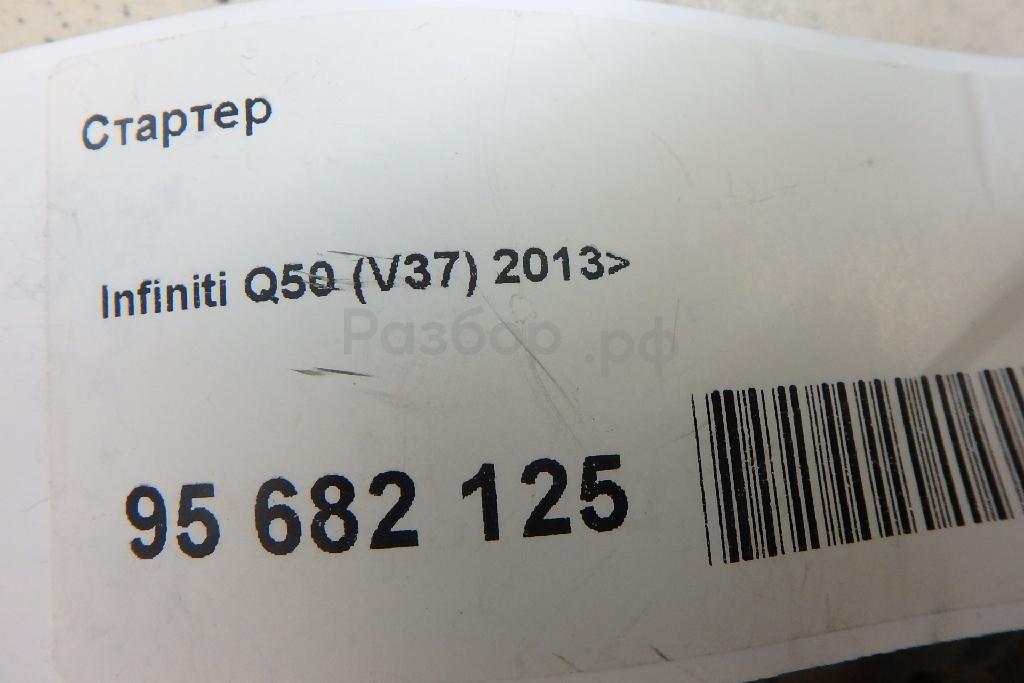 Стартер
Infiniti Q50 (V37) 2013>
Разбор.рф
95 682 125